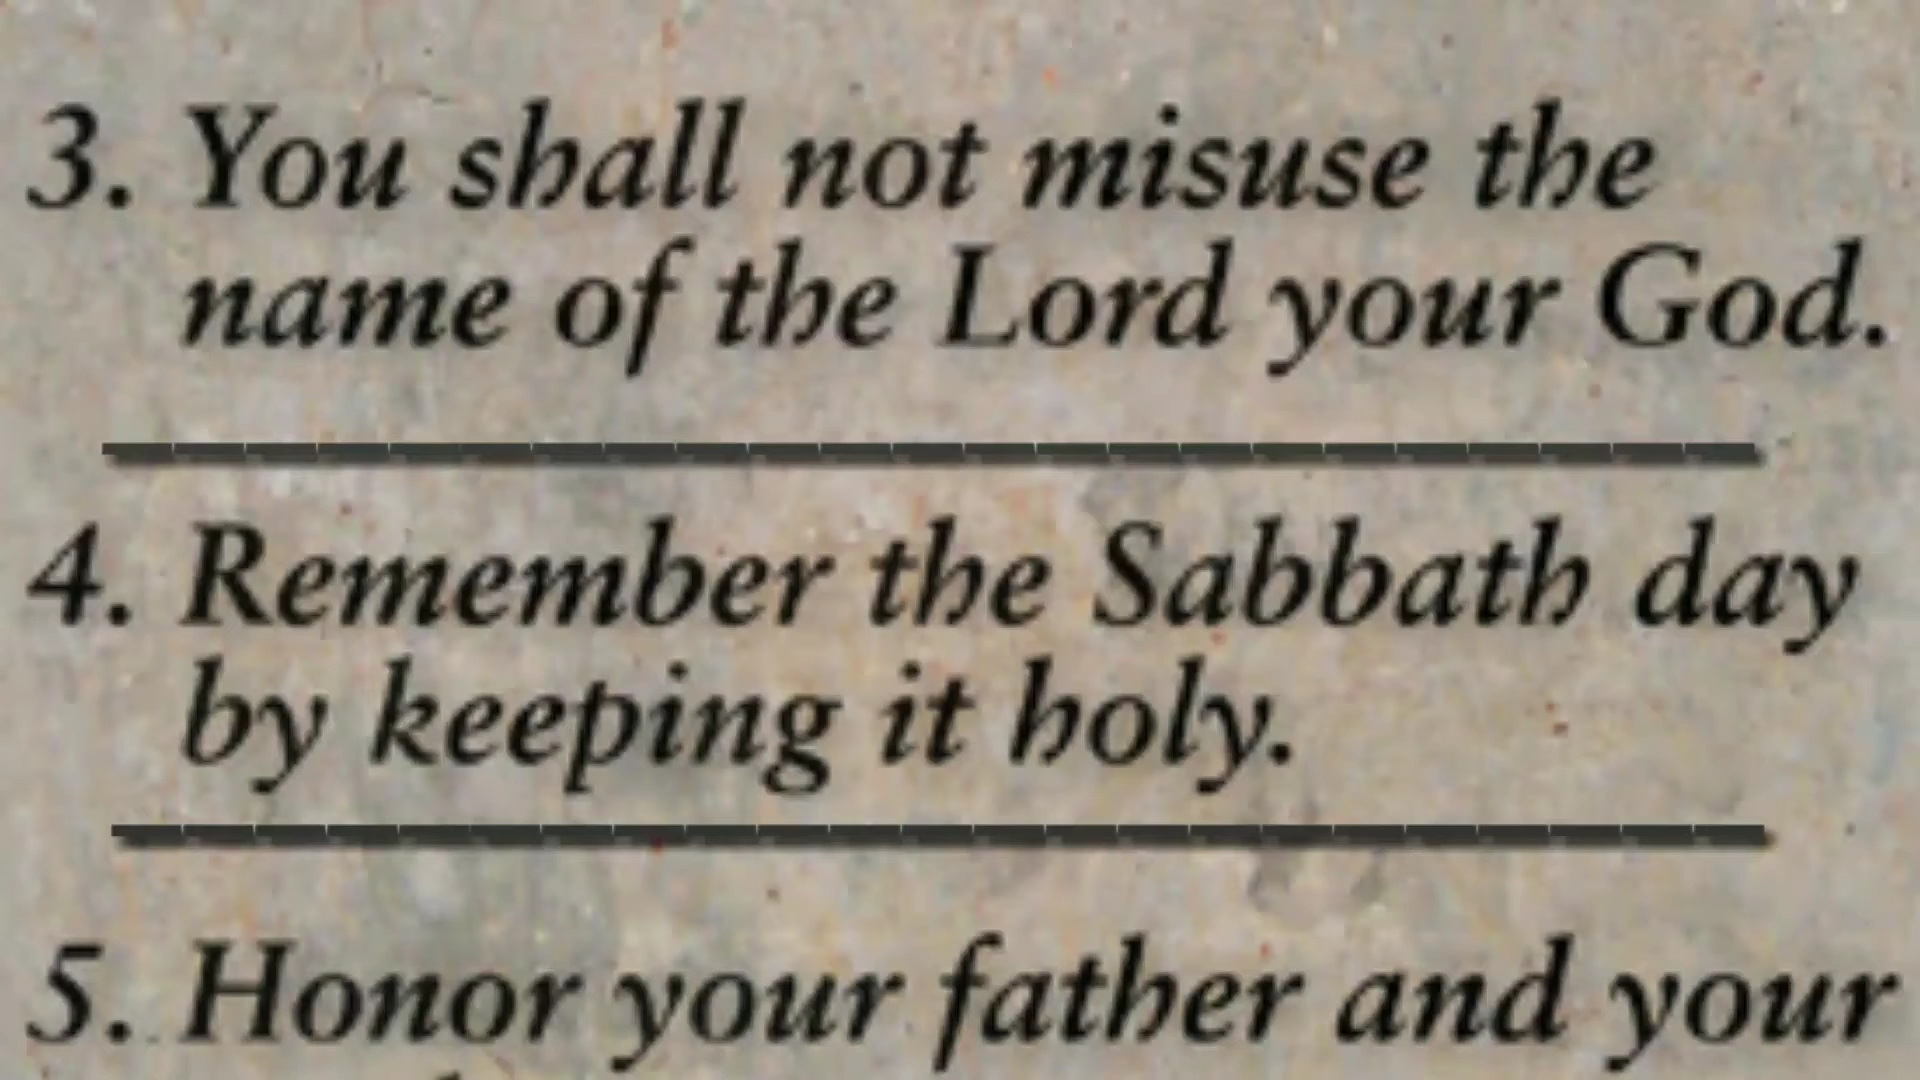 3. You shall not misuse the
name of the Lord your God.
4. Remember the Sabbath day
by keeping it holy.
5. Honor your father and your